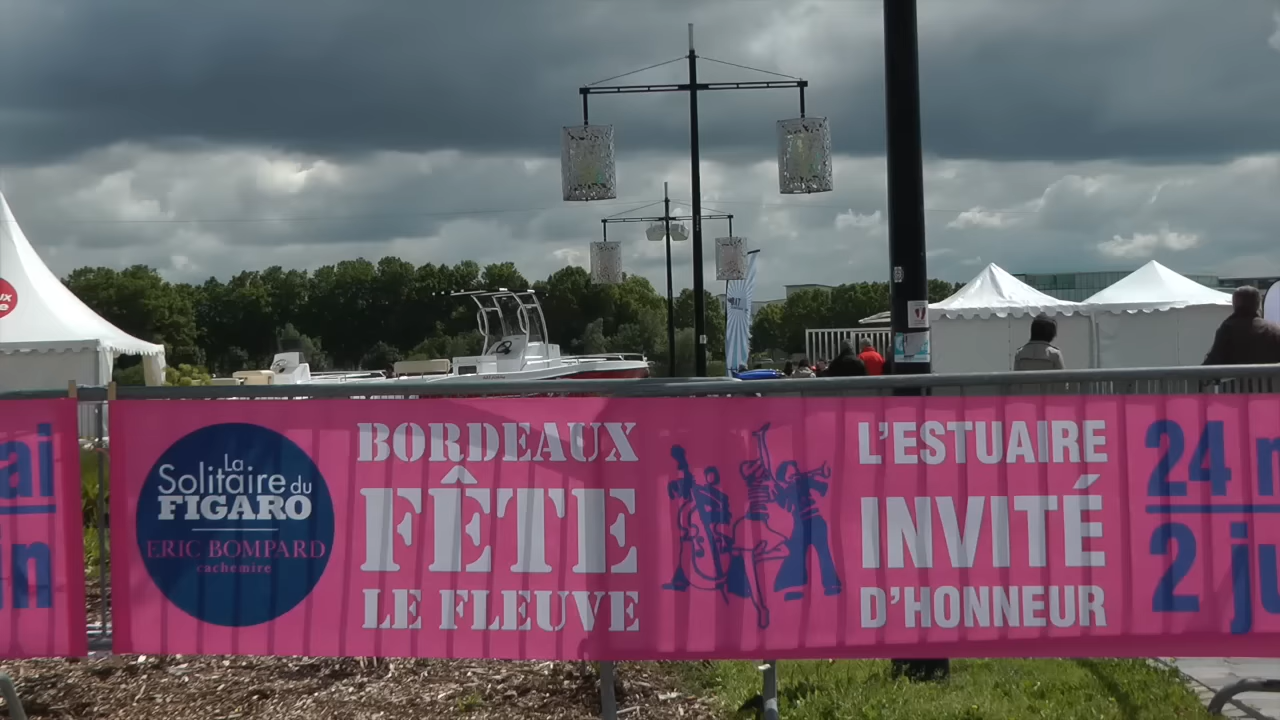 ai
in
La
Solitaire du
FIGARO
ERIC BOMPARD
cachemire
BORDEAUX
FÊTE
LE FLEUVE
L'ESTUAIRE
INVITÉ
D'HONNEUR
24 m
2 ju